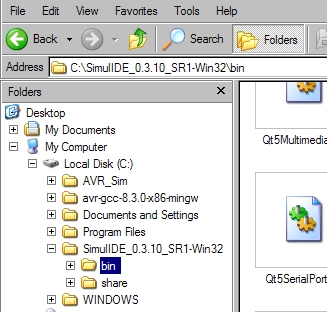 File Edit View Favorites Tools Help
Back Search Folders
Address C:\SimulIDE_0.3.10_SR1-Win32\bin
Folders
Desktop
My Documents
My Computer
Local Disk (C:)
AVR_Sim
avr-gcc-8.3.0-x86-mingw
Documents and Settings
Program Files
SimulIDE_0.3.10_SR1-Win32
bin
share
WINDOWS
Qt5Multimedia
Qt5SerialPort